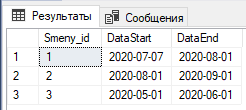 Результаты Сообщения
Smeny_id DataStart DataEnd
1 1 2020-07-07 2020-08-01
2 2 2020-08-01 2020-09-01
3 3 2020-05-01 2020-06-01